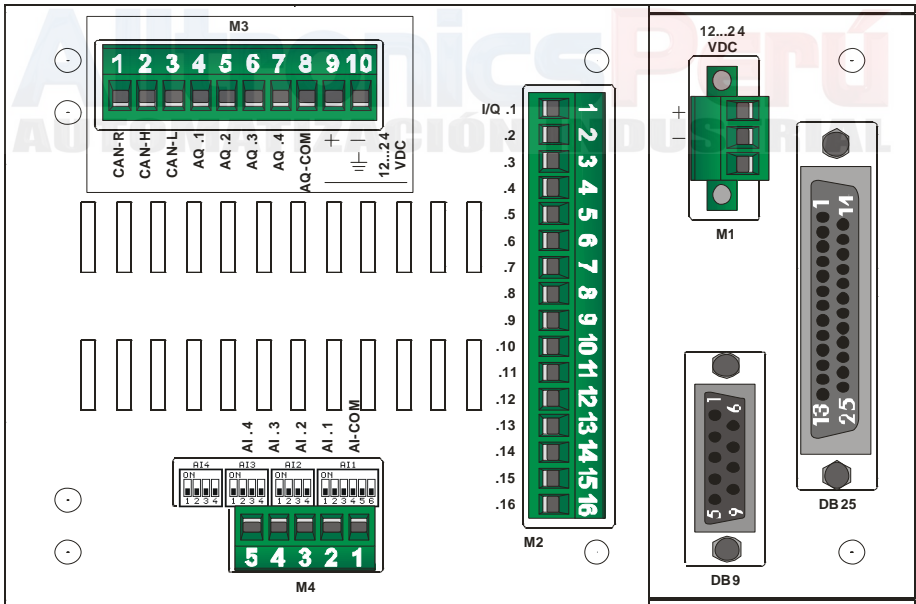 AlltronicsPerú
AUTOMATIZACIÓN INDUSTRIAL
M3
1 2 3 4 5 6 7 8 9 10
CAN-R
CAN-H
CAN-L
AQ .1
AQ .2
AQ .3
AQ .4
AQ-COM
+
−
12...24
VDC
I/Q .1
.2
.3
.4
.5
.6
.7
.8
.9
.10
.11
.12
.13
.14
.15
.16
1
2
3
4
5
6
7
8
9
10
11
12
13
14
15
16
M2
12...24
VDC
+
−
M1
1
14
13
25
DB25
1
6
5
9
DB9
AI .4
AI .3
AI .2
AI .1
AI-COM
AI4
ON
1 2 3 4
AI3
ON
1 2 3 4
AI2
ON
1 2 3 4
AI1
ON
1 2 3 4 5 6
5 4 3 2 1
M4